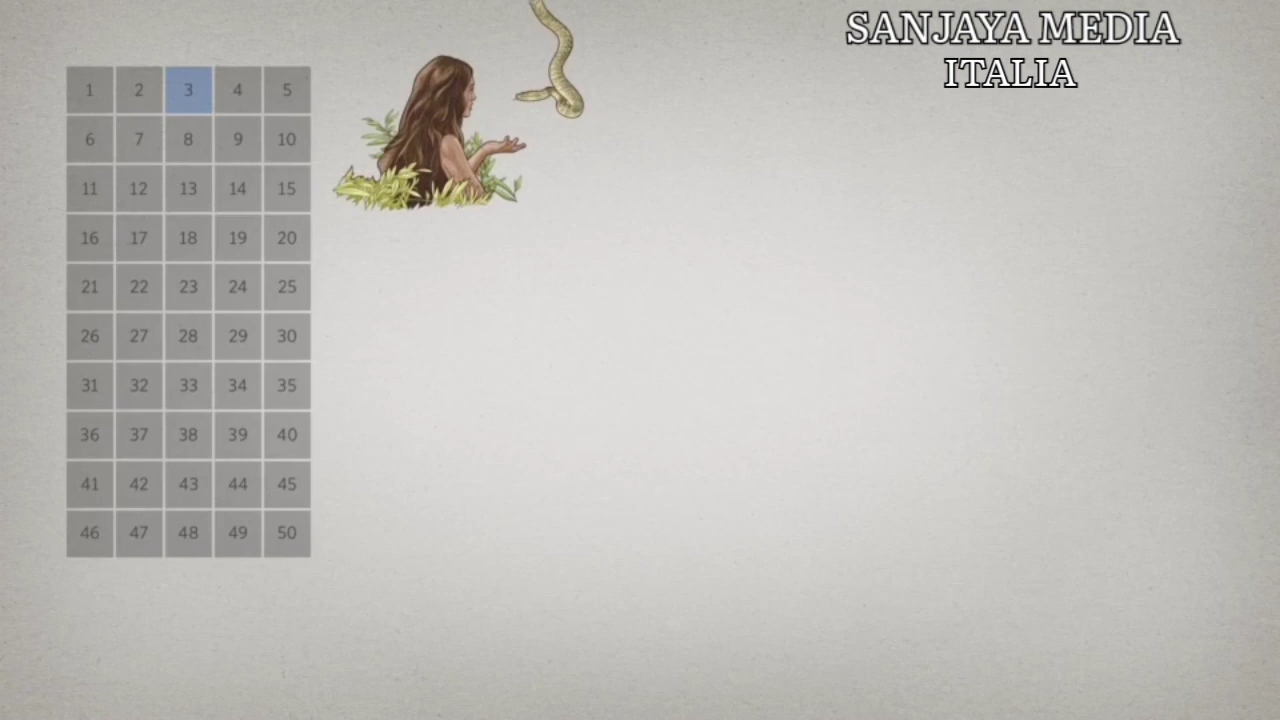 SANJAYA MEDIA
ITALIA
1 2 3 4 5
6 7 8 9 10
11 12 13 14 15
16 17 18 19 20
21 22 23 24 25
26 27 28 29 30
31 32 33 34 35
36 37 38 39 40
41 42 43 44 45
46 47 48 49 50